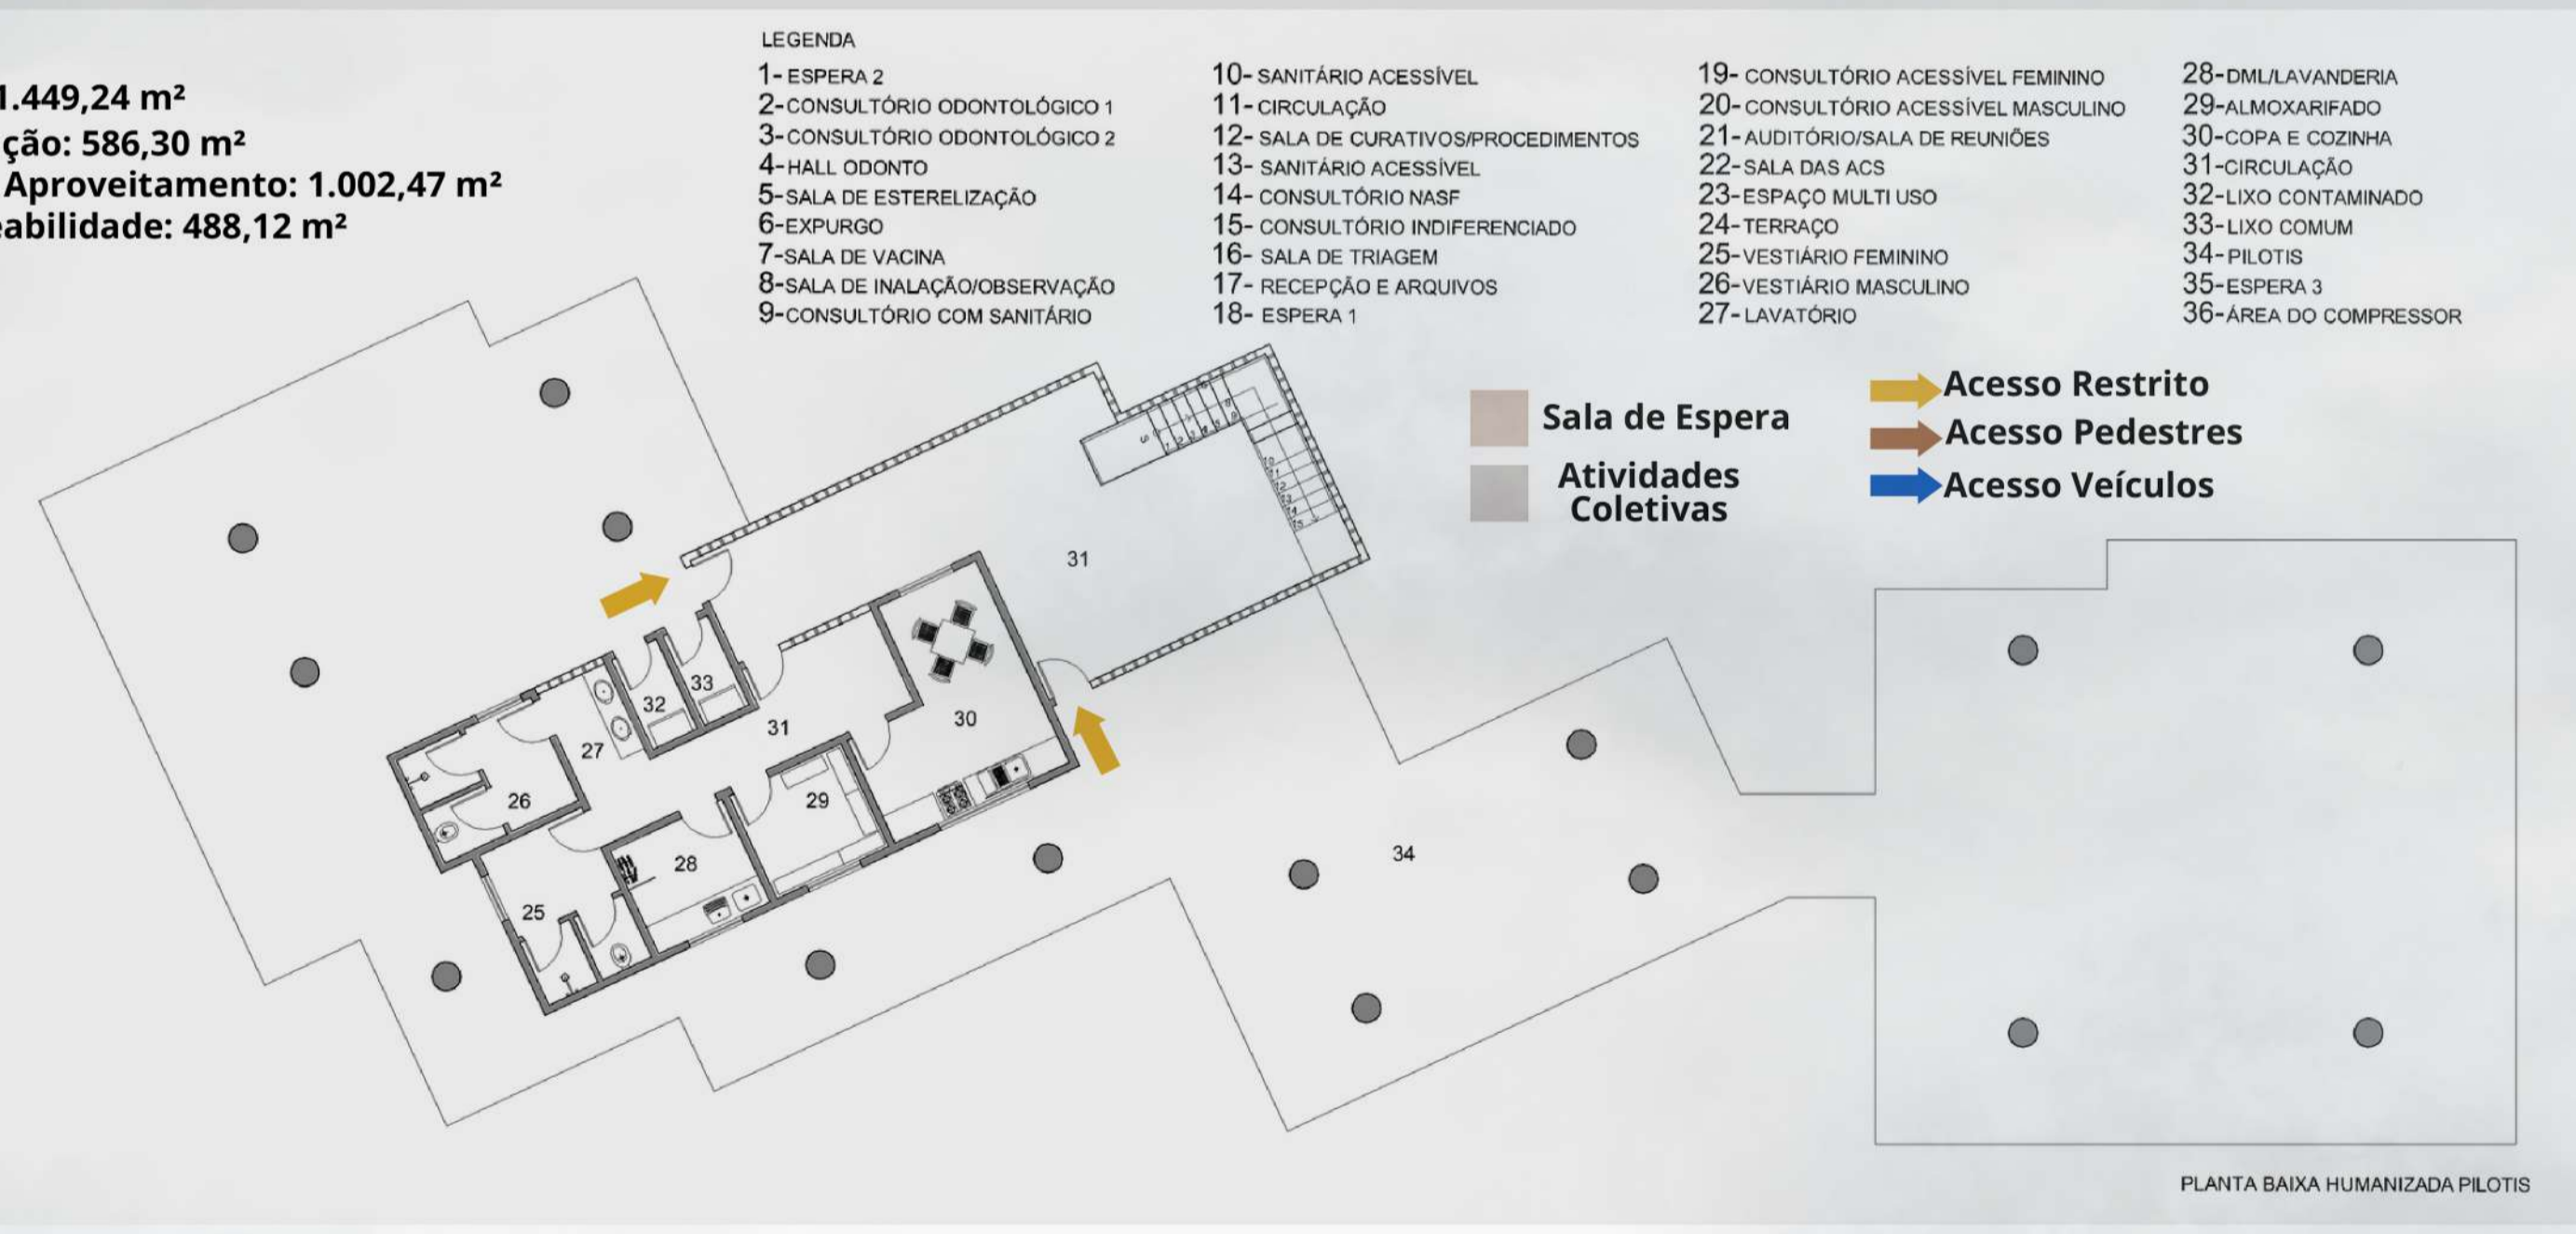 1.449,24 m²
ção: 586,30 m²
Aproveitamento: 1.002,47 m²
eabilidade: 488,12 m²
LEGENDA
1- ESPERA 2
2-CONSULTÓRIO ODONTOLÓGICO 1
3-CONSULTÓRIO ODONTOLÓGICO 2
4-HALL ODONTO
5-SALA DE ESTERELIZAÇÃO
6-EXPURGO
7-SALA DE VACINA
8-SALA DE INALAÇÃO/OBSERVAÇÃO
9-CONSULTÓRIO COM SANITÁRIO
10- SANITÁRIO ACESSÍVEL
11-CIRCULAÇÃO
12- SALA DE CURATIVOS/PROCEDIMENTOS
13- SANITÁRIO ACESSÍVEL
14- CONSULTÓRIO NASF
15- CONSULTÓRIO INDIFERENCIADO
16- SALA DE TRIAGEM
17- RECEPÇÃO E ARQUIVOS
18- ESPERA 1
19- CONSULTÓRIO ACESSÍVEL FEMININO
20-CONSULTÓRIO ACESSÍVEL MASCULINO
21-AUDITÓRIO/SALA DE REUNIÕES
22-SALA DAS ACS
23-ESPAÇO MULTI USO
24-TERRAÇO
25-VESTIÁRIO FEMININO
26-VESTIÁRIO MASCULINO
27-LAVATÓRIO
28-DML/LAVANDERIA
29-ALMOXARIFADO
30-COPA E COZINHA
31-CIRCULAÇÃO
32-LIXO CONTAMINADO
33-LIXO COMUM
34-PILOTIS
35-ESPERA 3
36-ÁREA DO COMPRESSOR
Sala de Espera
Atividades
Coletivas
Acesso Restrito
Acesso Pedestres
Acesso Veículos
31
33
32
30
31
27
26
29
28
25
34
PLANTA BAIXA HUMANIZADA PILOTIS